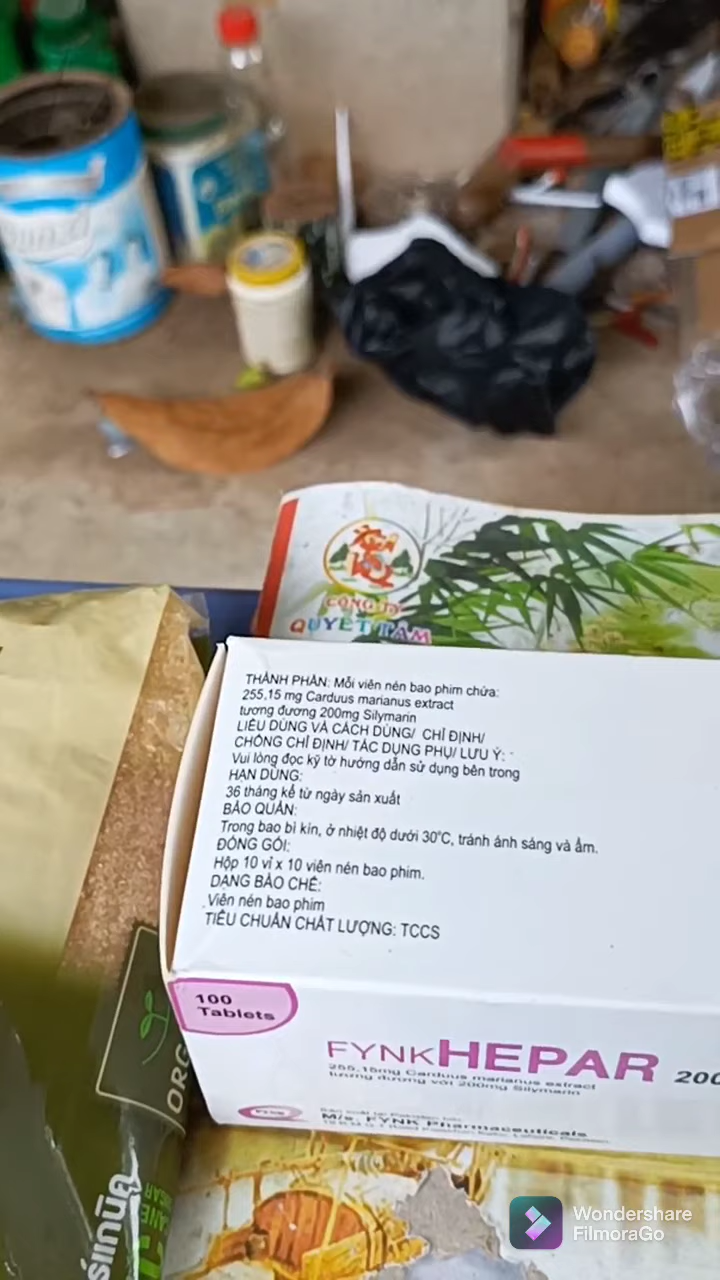 CÔNG TY
QUYẾT TÂM
THÀNH PHẦN: Mỗi viên nén bao phim chứa:
255,15 mg Carduus marianus extract
tương đương 200mg Silymarin
LIỀU DÙNG VÀ CÁCH DÙNG/ CHỈ ĐỊNH/
CHỐNG CHỈ ĐỊNH/ TÁC DỤNG PHỤ/ LƯU Ý:
Vui lòng đọc kỹ tờ hướng dẫn sử dụng bên trong
HẠN DÙNG:
36 tháng kể từ ngày sản xuất
BẢO QUẢN:
Trong bao bì kín, ở nhiệt độ dưới 30°C, tránh ánh sáng và ẩm.
ĐÓNG GÓI:
Hộp 10 vỉ x 10 viên nén bao phim.
DẠNG BÀO CHẾ:
Viên nén bao phim
TIÊU CHUẨN CHẤT LƯỢNG: TCCS
100
Tablets
FYNKHEPAR 200
255,15mg Carduus marianus extract
tương đương với 200mg Silymarin
M/s. FYNK Pharmaceuticals
ORG
Wondershare
FilmoraGo